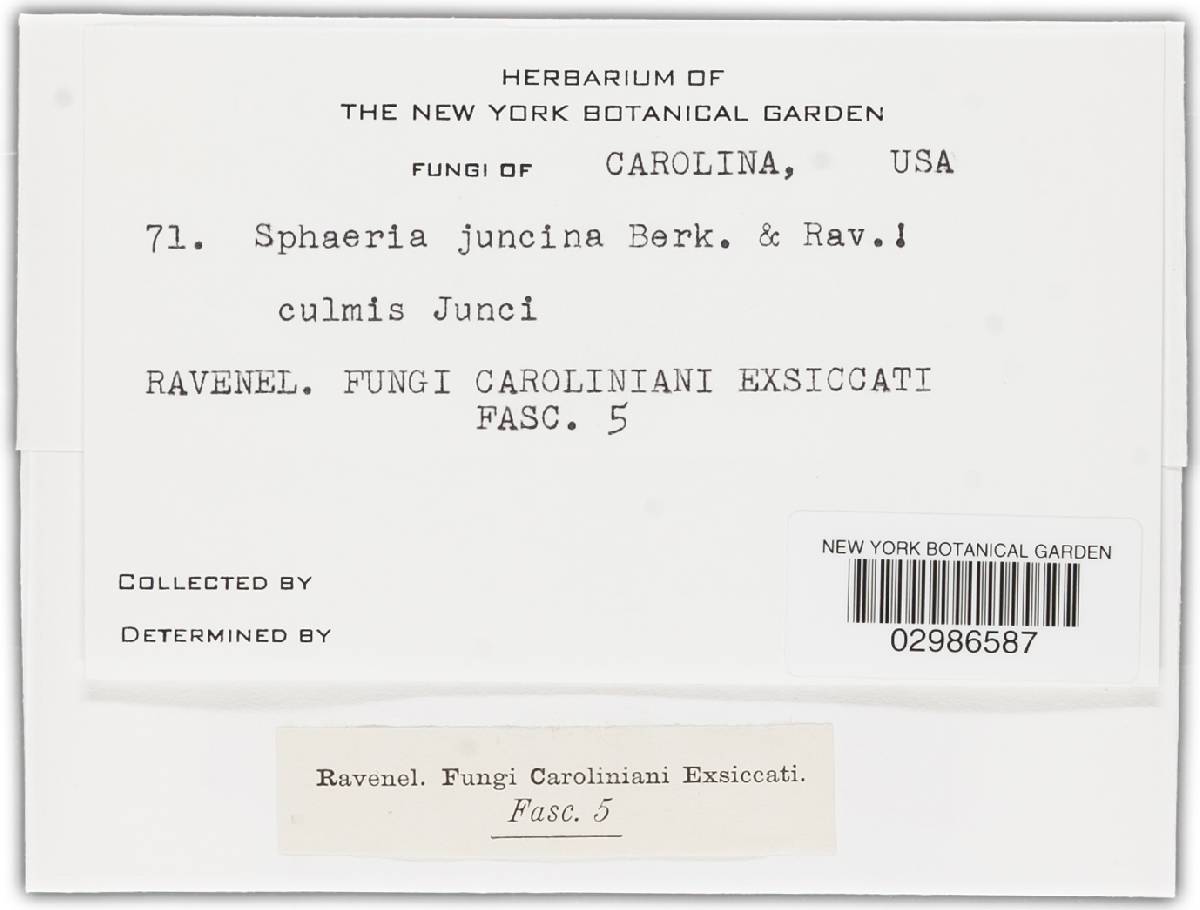 HERBARIUM OF
THE NEW YORK BOTANICAL GARDEN
FUNGI OF CAROLINA, USA
71. Sphaeria juncina Berk. & Rav.!
culmis Junci
RAVENEL. FUNGI CAROLINIANI EXSICCATI
FASC. 5
NEW YORK BOTANICAL GARDEN
02986587
COLLECTED BY
DETERMINED BY
Ravenel. Fungi Caroliniani Exsiccati.
Fasc. 5